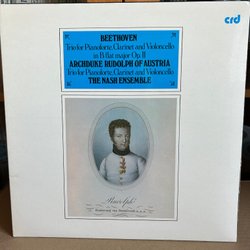 crd
BEETHOVEN
Trio for Pianoforte, Clarinet and Violoncello
in B flat major Op. 11
ARCHDUKE RUDOLPH OF AUSTRIA
Trio for Pianoforte, Clarinet and Violoncello
THE NASH ENSEMBLE
Rudolph